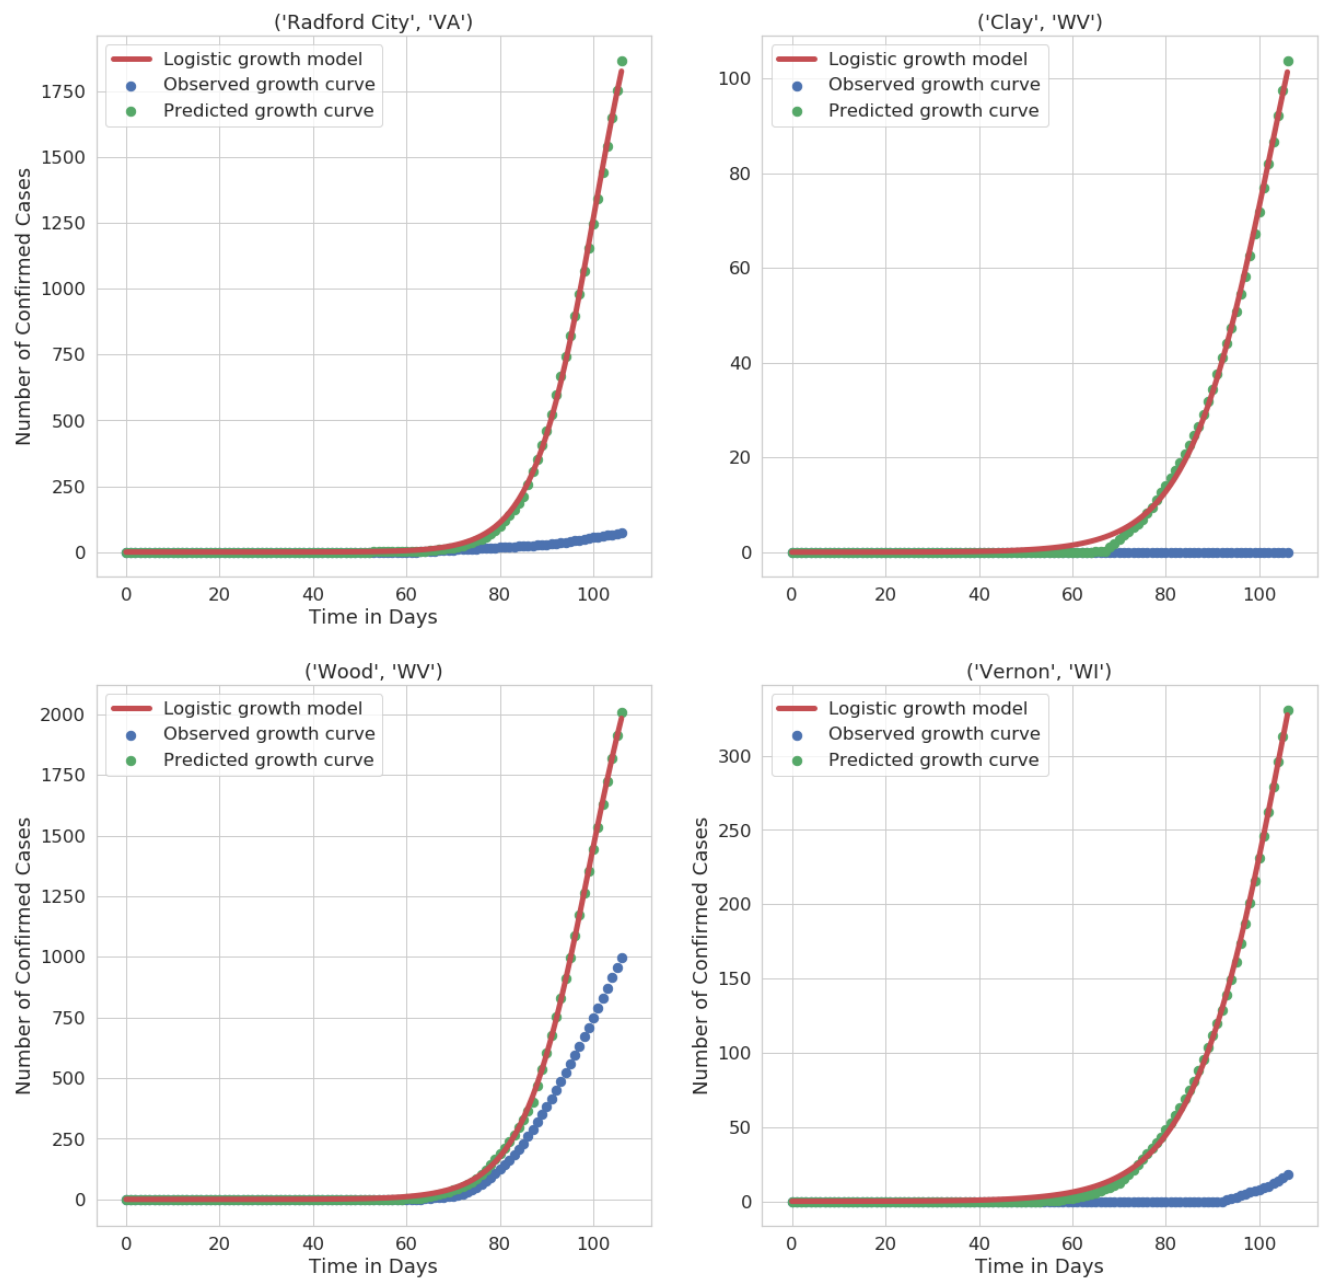 ('Radford City', 'VA')
Logistic growth model
Observed growth curve
Predicted growth curve
Number of Confirmed Cases
1750
1500
1250
1000
750
500
250
0
0 20 40 60 80 100
Time in Days
('Clay', 'WV')
Logistic growth model
Observed growth curve
Predicted growth curve
100
80
60
40
20
0
0 20 40 60 80 100
('Wood', 'WV')
Logistic growth model
Observed growth curve
Predicted growth curve
Number of Confirmed Cases
2000
1750
1500
1250
1000
750
500
250
0
0 20 40 60 80 100
Time in Days
('Vernon', 'WI')
Logistic growth model
Observed growth curve
Predicted growth curve
Number of Confirmed Cases
300
250
200
150
100
50
0
0 20 40 60 80 100
Time in Days